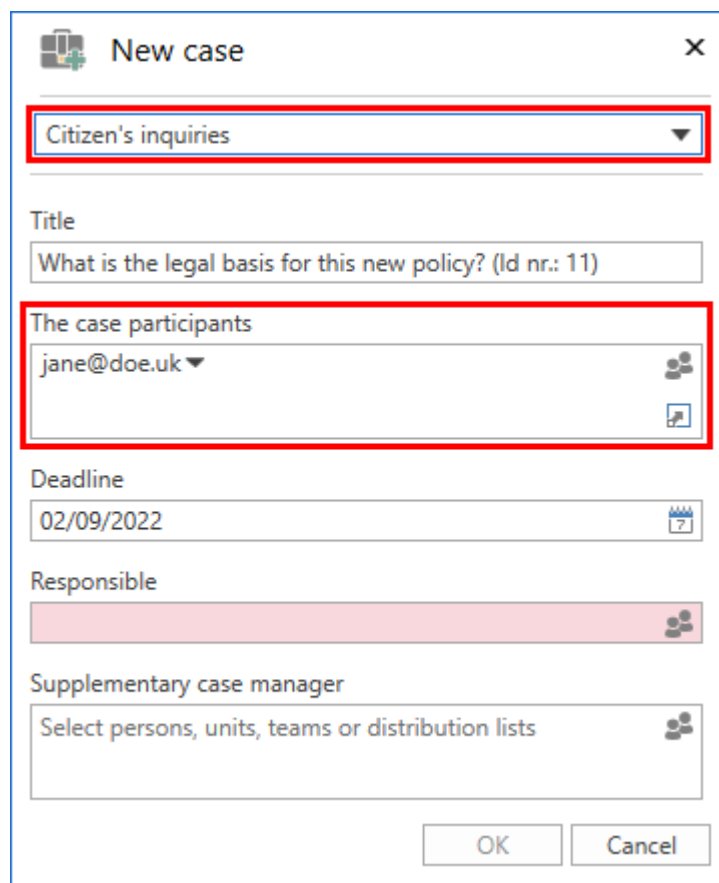 New case
Citizen's inquiries
Title
What is the legal basis for this new policy? (Id nr.: 11)
The case participants
jane@doe.uk
Deadline
02/09/2022
7
Responsible
Supplementary case manager
Select persons, units, teams or distribution lists
OK
Cancel